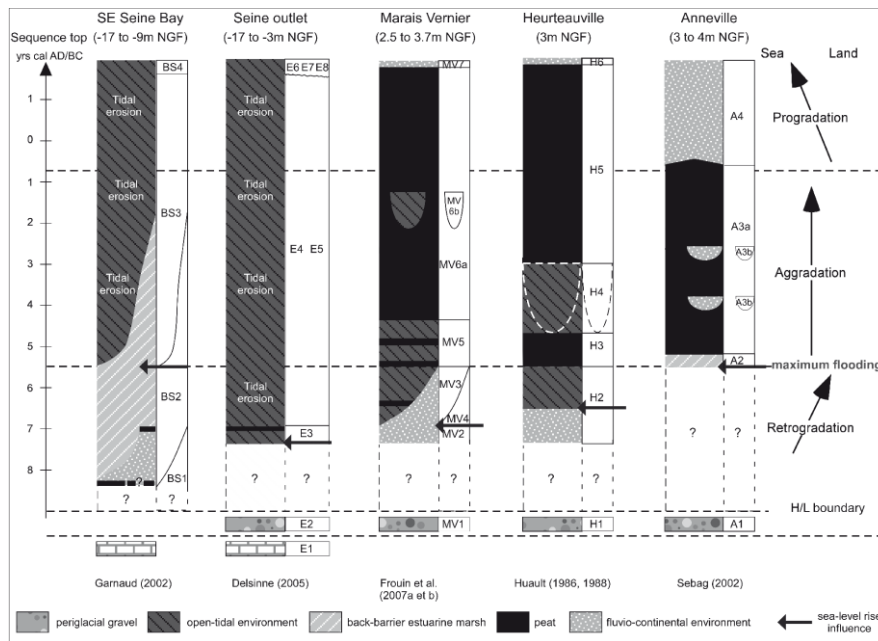 SE Seine Bay Seine outlet Marais Vernier Heurteauville Anneville
Sequence top (-17 to -9m NGF) (-17 to -3m NGF) (2.5 to 3.7m NGF) (3m NGF) (3 to 4m NGF) Sea Land
yrs cal AD/BC
BS4 E6 E7 E8 MV7 H6
1 Tidal erosion Tidal erosion A4 Progradation
0
1 H5
Tidal erosion Tidal erosion MV 6b
2 BS3 A3a
E4 E5 MV6a A3b
3 Tidal erosion Tidal erosion Aggradation
4 H4 A3b
5 MV5 H3 A2
maximum flooding
6 BS2 Tidal erosion MV3 H2
7 E3 MV4 MV2 ? ? Retrogradation
8 ? BS1 ? ? ? ? ? ?
? ?
H/L boundary
E2 MV1 H1 A1
E1
Garnaud (2002) Delsinne (2005) Frouin et al. (2007a et b) Huault (1986, 1988) Sebag (2002)
periglacial gravel open-tidal environment back-barrier estuarine marsh peat fluvio-continental environment sea-level rise influence